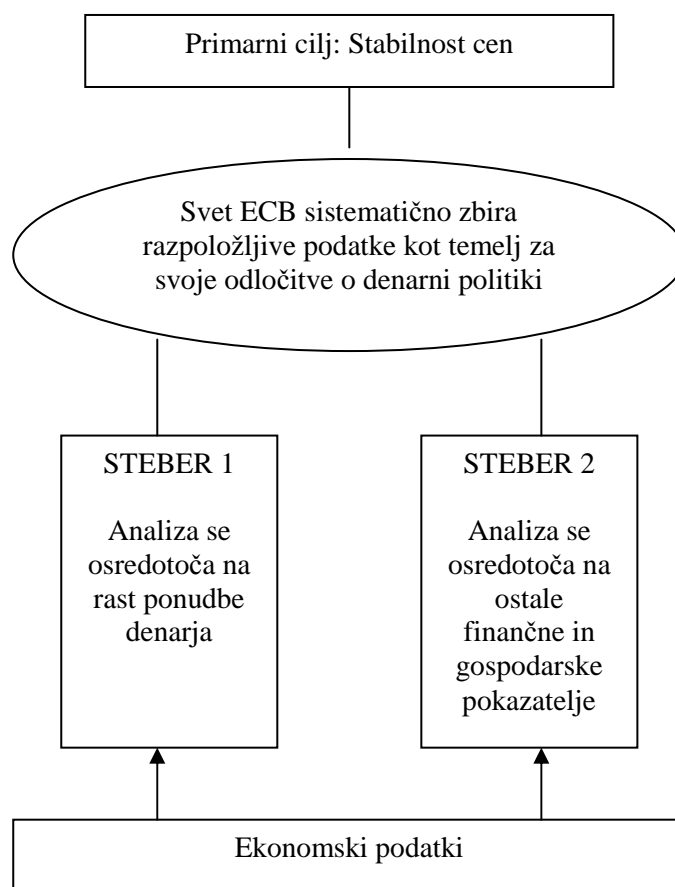 Primarni cilj: Stabilnost cen
Svet ECB sistematično zbira
razpoložljive podatke kot temelj za
svoje odločitve o denarni politiki
STEBER 1
Analiza se
osredotoča na
rast ponudbe
denarja
STEBER 2
Analiza se
osredotoča na
ostale
finančne in
gospodarske
pokazatelje
Ekonomski podatki